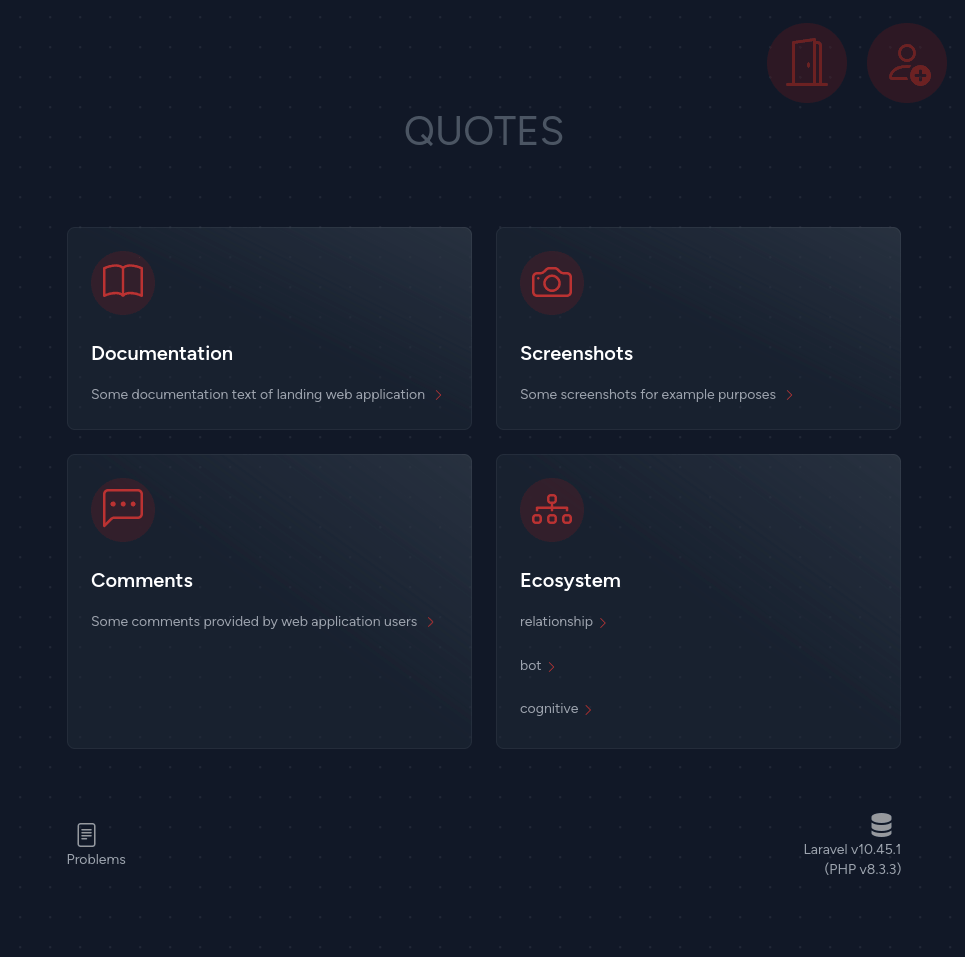 QUOTES
Documentation
Some documentation text of landing web application
Screenshots
Some screenshots for example purposes
Comments
Some comments provided by web application users
Ecosystem
relationship
bot
cognitive
Problems
Laravel v10.45.1
(PHP v8.3.3)